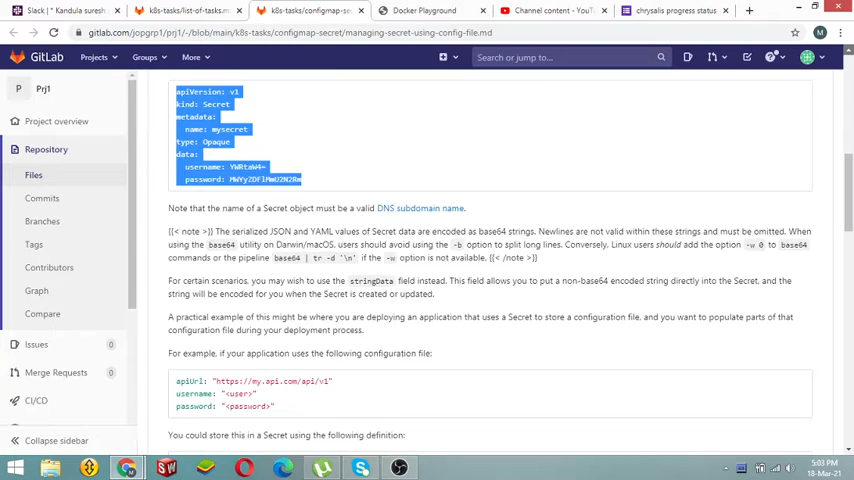 Slack | * Kandula suresh
k8s-tasks/list-of-tasks.m
k8s-tasks/configmap-se
Docker Playground
Channel content - YouT
chrysalis progress status
gitlab.com/jopgrp1/prj1/-/blob/main/k8s-tasks/configmap-secret/managing-secret-using-config-file.md
GitLab
Projects
Groups
More
Search or jump to...
P
Prj1
Project overview
Repository
Files
Commits
Branches
Tags
Contributors
Graph
Compare
Issues
0
Merge Requests
0
CI/CD
Collapse sidebar
apiVersion: v1
kind: Secret
metadata:
name: mysecret
type: Opaque
data:
username: YWRtaW4=
password: MWYyZDFlMmU2N2Rm
Note that the name of a Secret object must be a valid DNS subdomain name.
{{< note >}} The serialized JSON and YAML values of Secret data are encoded as base64 strings. Newlines are not valid within these strings and must be omitted. When
using the base64 utility on Darwin/macOS, users should avoid using the -b option to split long lines. Conversely, Linux users should add the option -w 0 to base64
commands or the pipeline base64 | tr -d '\n' if the -w option is not available. {{< /note >}}
For certain scenarios, you may wish to use the stringData field instead. This field allows you to put a non-base64 encoded string directly into the Secret, and the
string will be encoded for you when the Secret is created or updated.
A practical example of this might be where you are deploying an application that uses a Secret to store a configuration file, and you want to populate parts of that
configuration file during your deployment process.
For example, if your application uses the following configuration file:
apiUrl: "https://my.api.com/api/v1"
username: "<user>"
password: "<password>"
You could store this in a Secret using the following definition:
5:03 PM
18-Mar-21